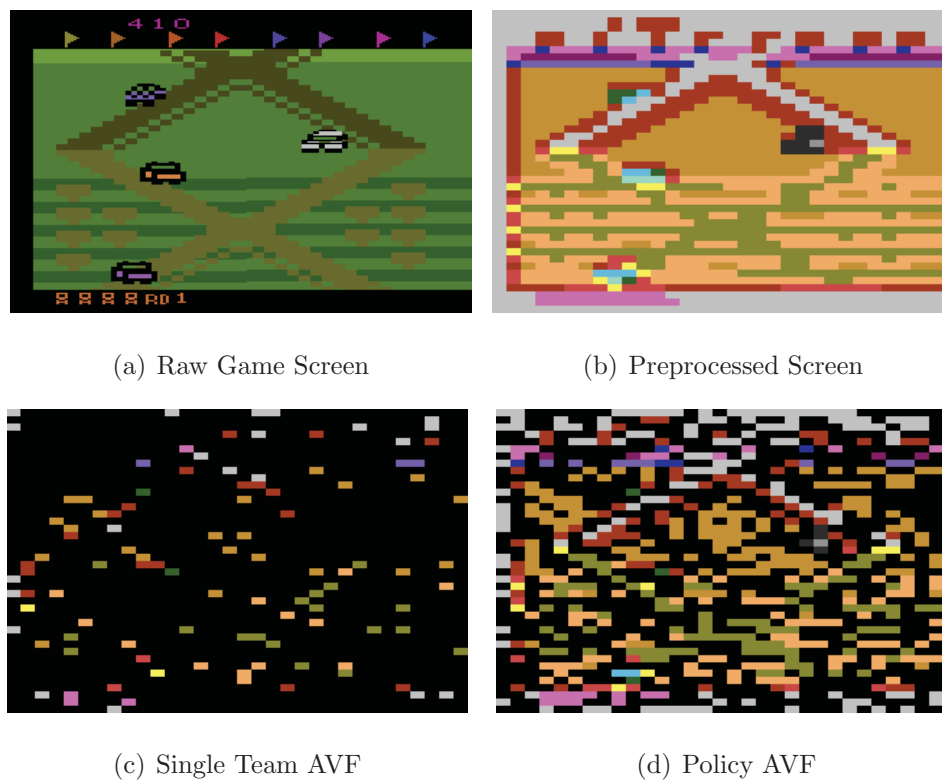 410
RD 1
(a) Raw Game Screen
(b) Preprocessed Screen
(c) Single Team AVF
(d) Policy AVF